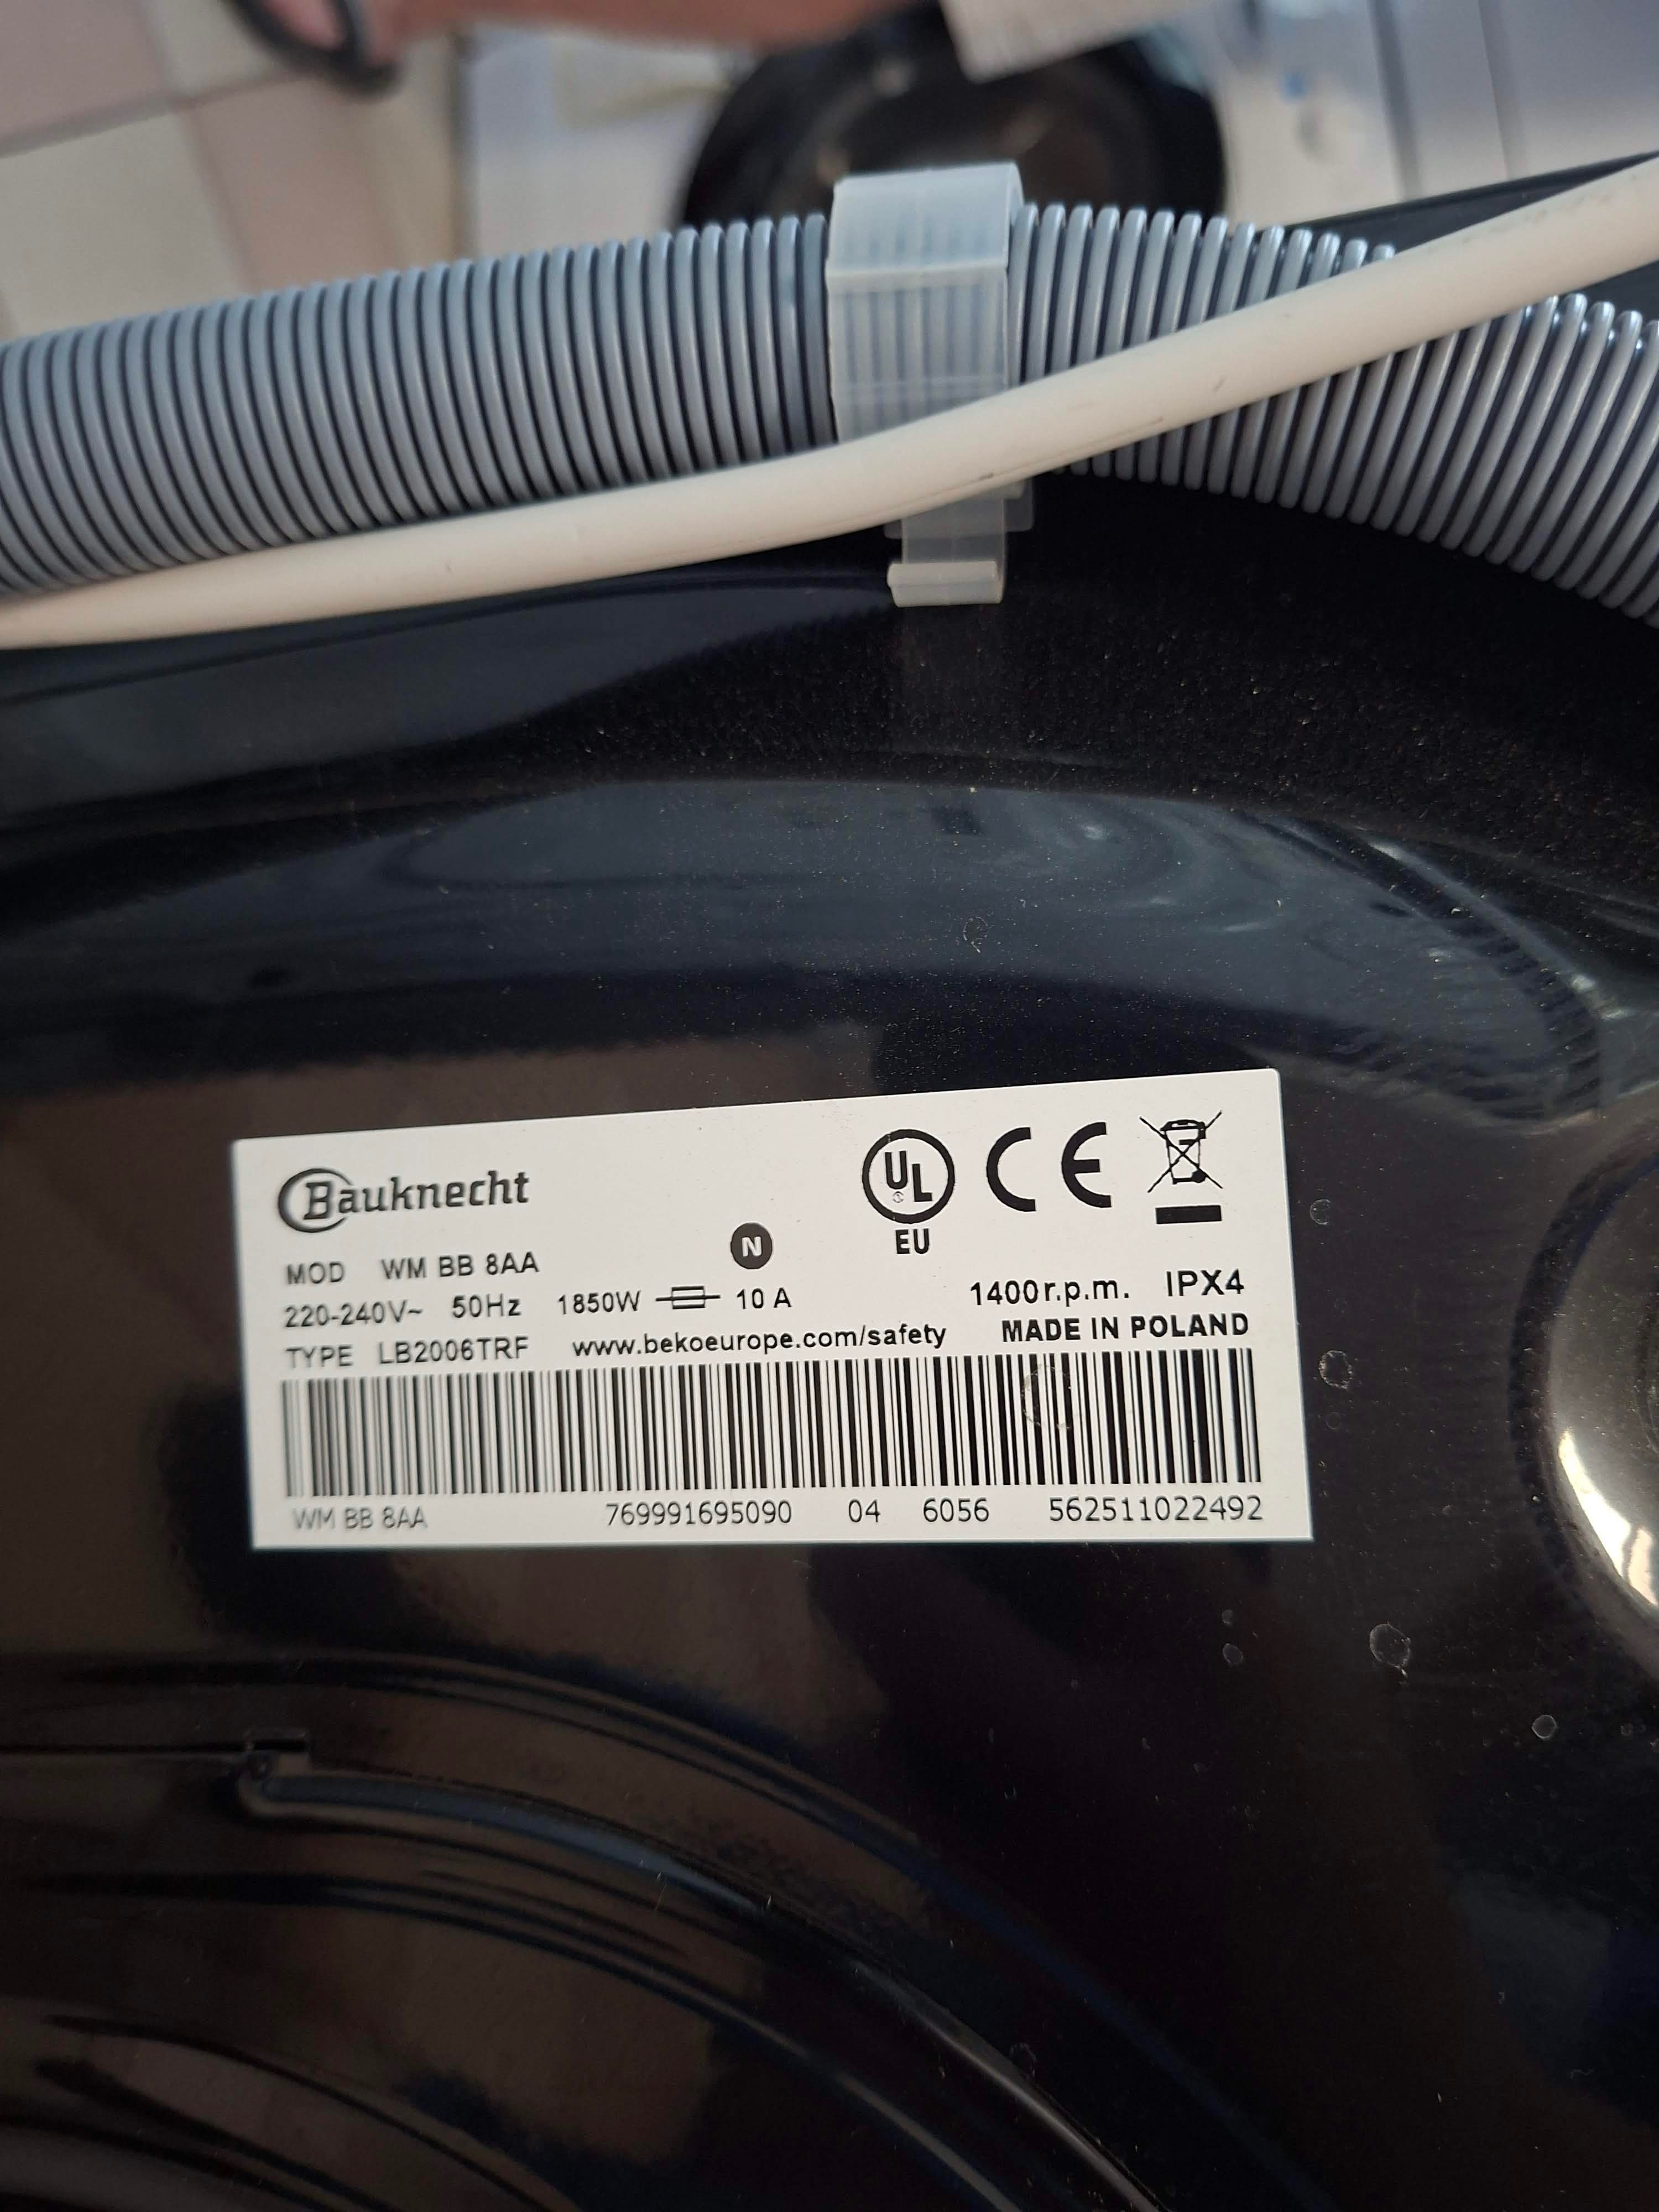 Bauknecht
UL CE
EU
N
MOD WM BB 8AA
220-240V~ 50Hz 1850W 10 A 1400r.p.m. IPX4
TYPE LB2006TRF www.bekoeurope.com/safety MADE IN POLAND
WM BB 8AA 769991695090 04 6056 562511022492